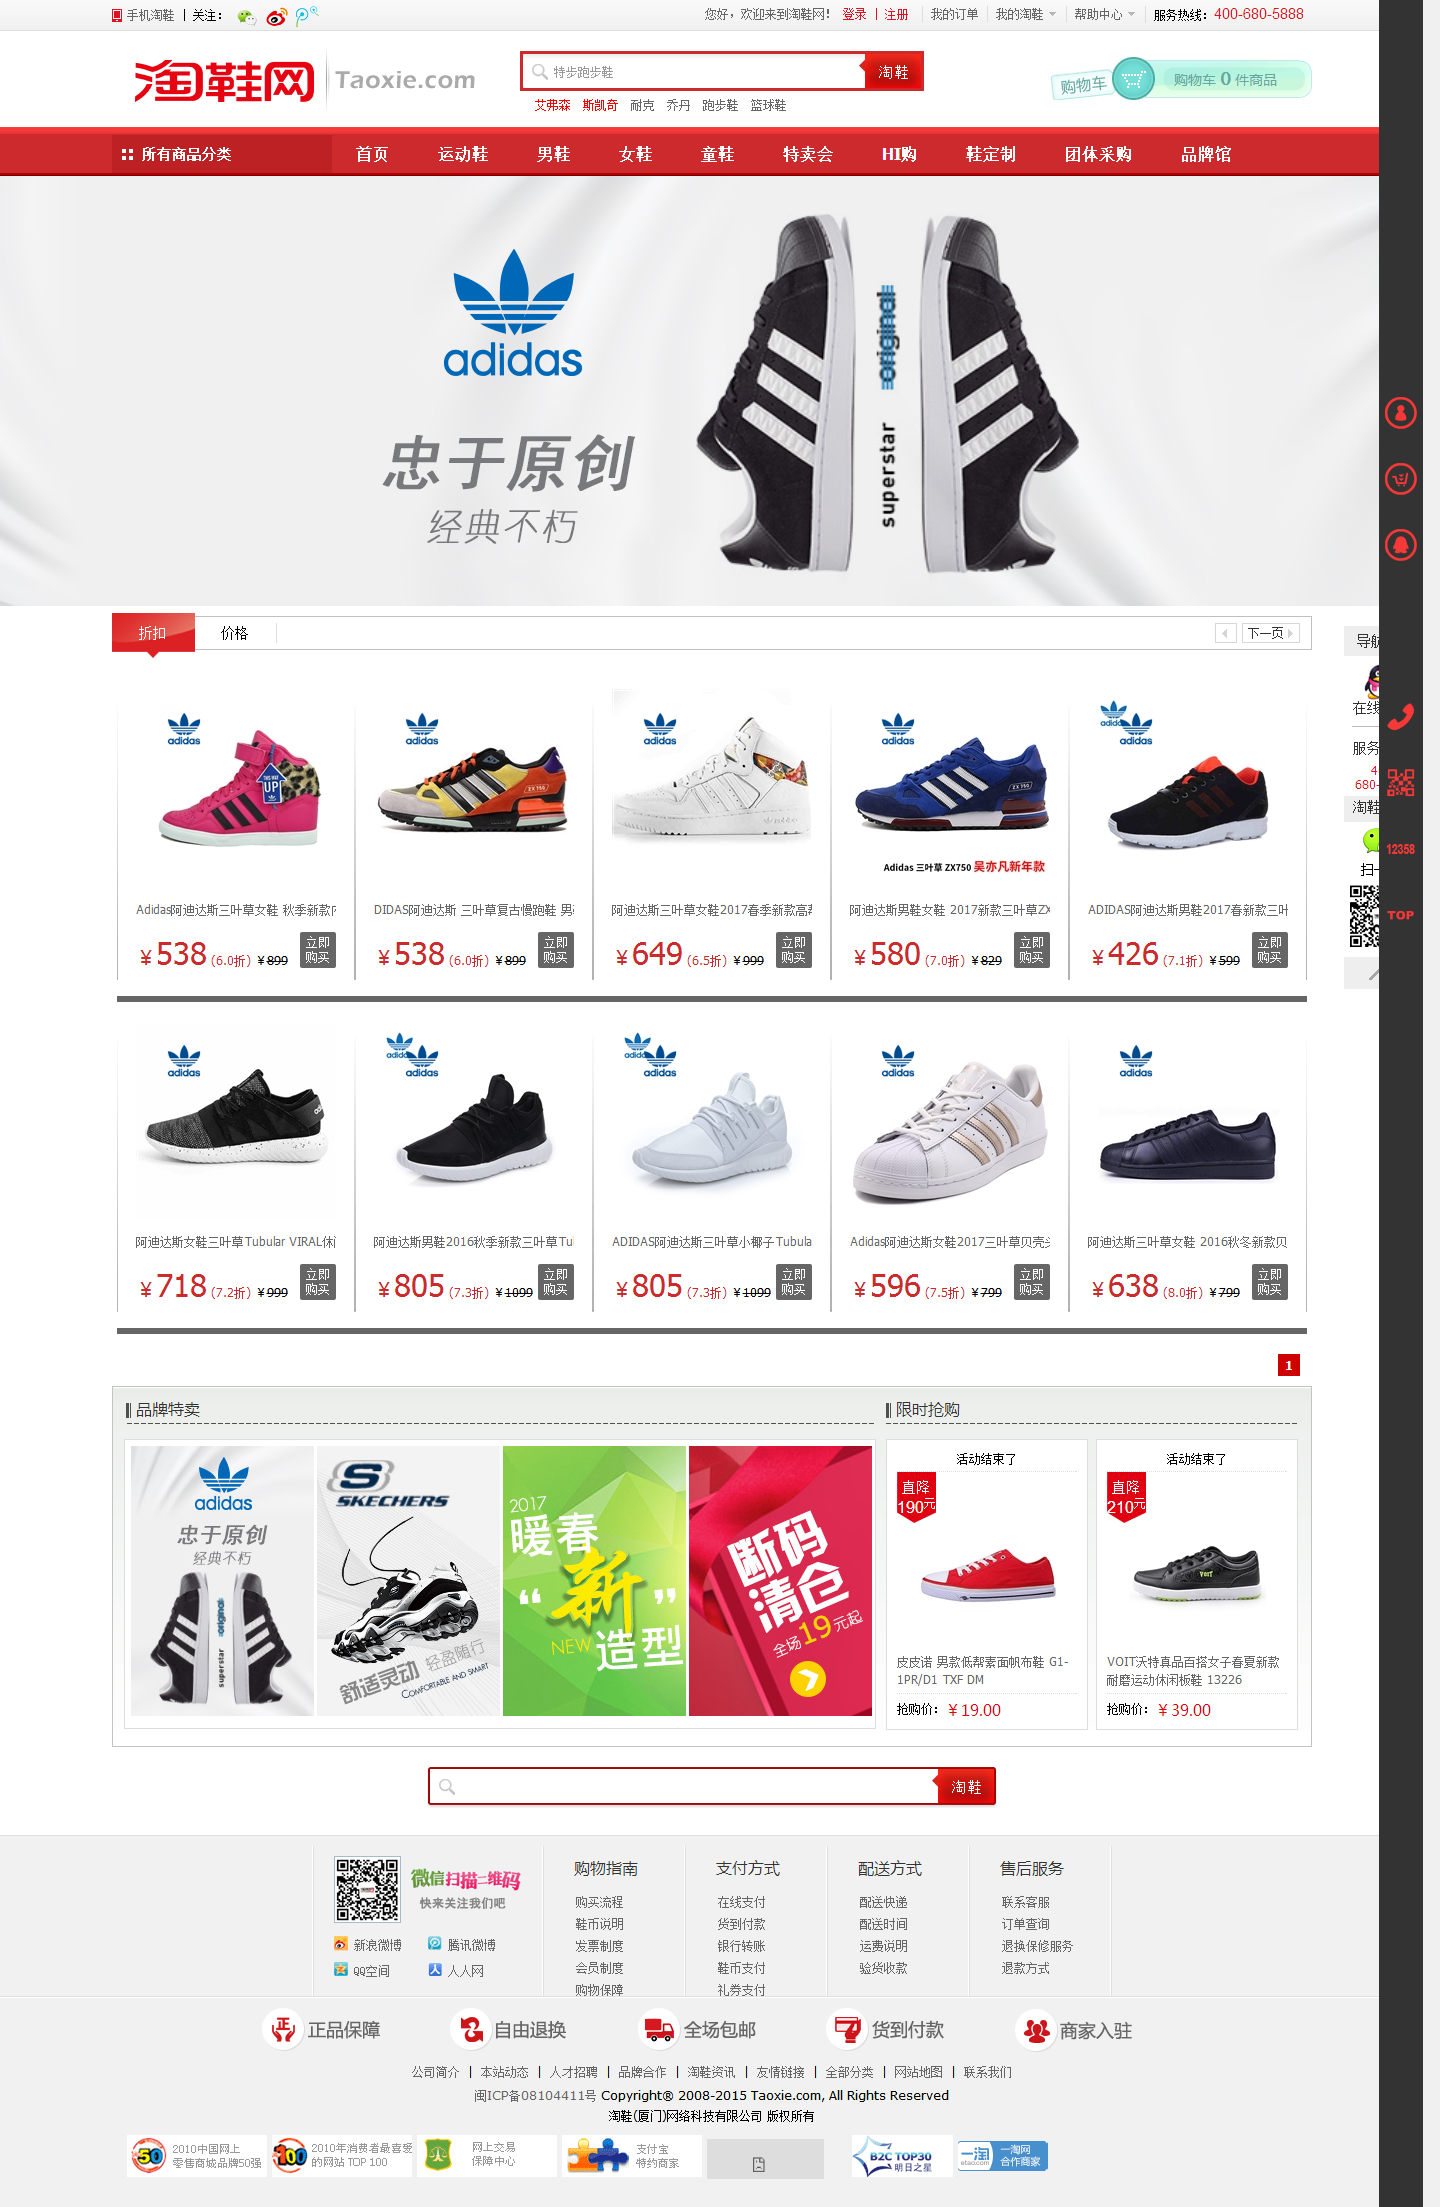 手机淘鞋 | 关注：
您好，欢迎来到淘鞋网！ 登录 | 注册 我的订单 我的淘鞋 帮助中心 服务热线：400-680-5888
淘鞋网 Taoxie.com
特步跑步鞋 淘鞋
艾弗森 斯凯奇 耐克 乔丹 跑步鞋 篮球鞋
购物车 购物车 0 件商品
所有商品分类 首页 运动鞋 男鞋 女鞋 童鞋 特卖会 HI购 鞋定制 团体采购 品牌馆
adidas
忠于原创
经典不朽
original
superstar
折扣 价格 下一页
导航
在线
服务
4
680-
淘鞋
扫一
12358
TOP
adidas adidas adidas adidas adidas
THIS WAY UP
ZX 750
ZX 750
Adidas 三叶草 ZX750 吴亦凡新年款
Adidas阿迪达斯三叶草女鞋 秋季新款内
DIDAS阿迪达斯 三叶草复古慢跑鞋 男
阿迪达斯三叶草女鞋2017春季新款高帮
阿迪达斯男鞋女鞋 2017新款三叶草ZX
ADIDAS阿迪达斯男鞋2017春新款三叶
¥538 (6.0折) ¥899 立即购买
¥538 (6.0折) ¥899 立即购买
¥649 (6.5折) ¥999 立即购买
¥580 (7.0折) ¥829 立即购买
¥426 (7.1折) ¥599 立即购买
adidas adidas adidas adidas adidas
阿迪达斯女鞋三叶草Tubular VIRAL休闲
阿迪达斯男鞋2016秋季新款三叶草Tu
ADIDAS阿迪达斯三叶草小椰子Tubula
Adidas阿迪达斯女鞋2017三叶草贝壳头
阿迪达斯三叶草女鞋 2016秋冬新款贝
¥718 (7.2折) ¥999 立即购买
¥805 (7.3折) ¥1099 立即购买
¥805 (7.3折) ¥1099 立即购买
¥596 (7.5折) ¥799 立即购买
¥638 (8.0折) ¥799 立即购买
1
品牌特卖
限时抢购
adidas
忠于原创
经典不朽
original
superstar
SKECHERS
舒适灵动 轻盈随行
COMFORTABLE AND SMART
2017
暖春
“新”
NEW 造型
断码
清仓
全场19元起
活动结束了
直降
190元
皮皮诺 男款低帮素面帆布鞋 G1-
1PR/D1 TXF DM
抢购价： ¥19.00
活动结束了
直降
210元
Voit
VOIT沃特真品百搭女子春夏新款
耐磨运动休闲板鞋 13226
抢购价： ¥39.00
淘鞋
微信扫描二维码
快来关注我们吧
新浪微博 腾讯微博
QQ空间 人人网
购物指南
购买流程
鞋币说明
发票制度
会员制度
购物保障
支付方式
在线支付
货到付款
银行转账
鞋币支付
礼券支付
配送方式
配送快递
配送时间
运费说明
验货收款
售后服务
联系客服
订单查询
退换保修服务
退款方式
正品保障 自由退换 全场包邮 货到付款 商家入驻
公司简介 | 本站动态 | 人才招聘 | 品牌合作 | 淘鞋资讯 | 友情链接 | 全部分类 | 网站地图 | 联系我们
闽ICP备08104411号 Copyright® 2008-2015 Taoxie.com, All Rights Reserved
淘鞋(厦门)网络科技有限公司 版权所有
50 2010中国网上
零售商城品牌50强
100 2010年消费者最喜爱
的网站 TOP 100
网上交易
保障中心
支付宝
特约商家
B2C TOP30
明日之星
一淘 etao.com 一淘网
合作商家